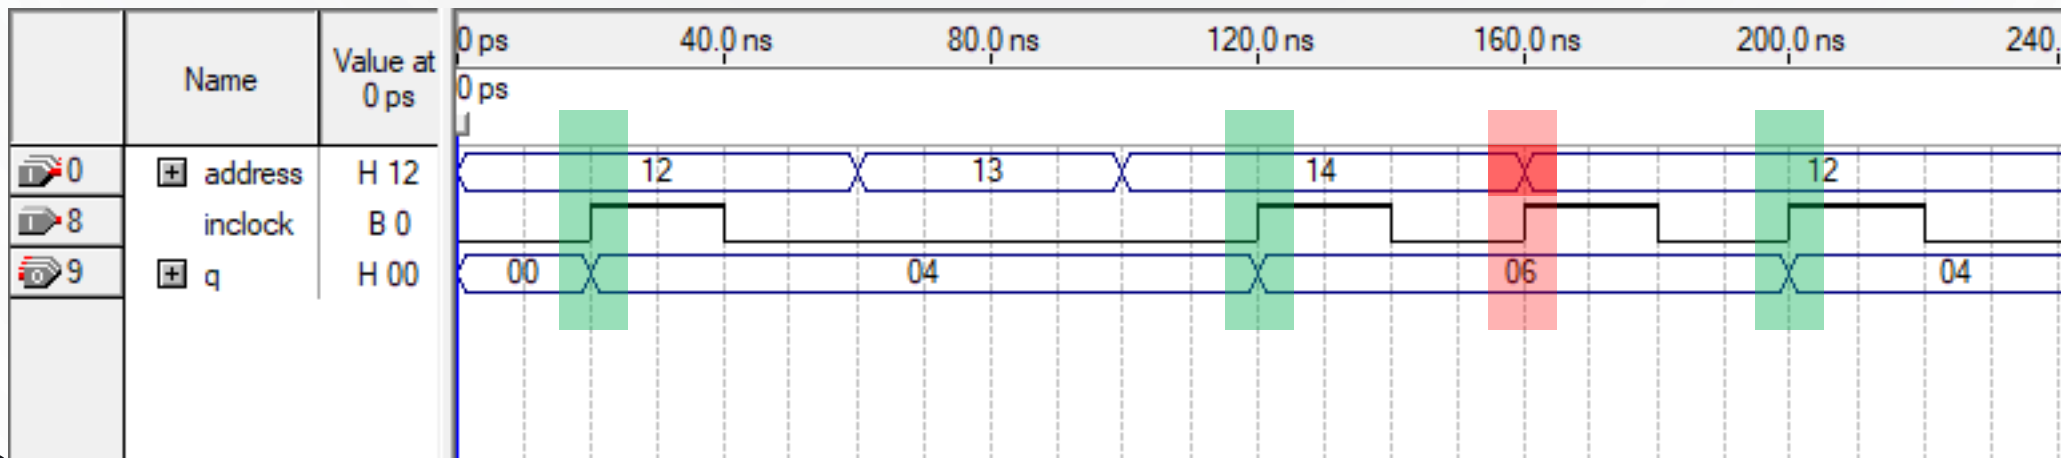 Name
Value at
0 ps
0 ps 40.0 ns 80.0 ns 120.0 ns 160.0 ns 200.0 ns 240.
0 ps
0 address H 12 12 13 14 12
8 inclock B 0
9 q H 00 00 04 06 04